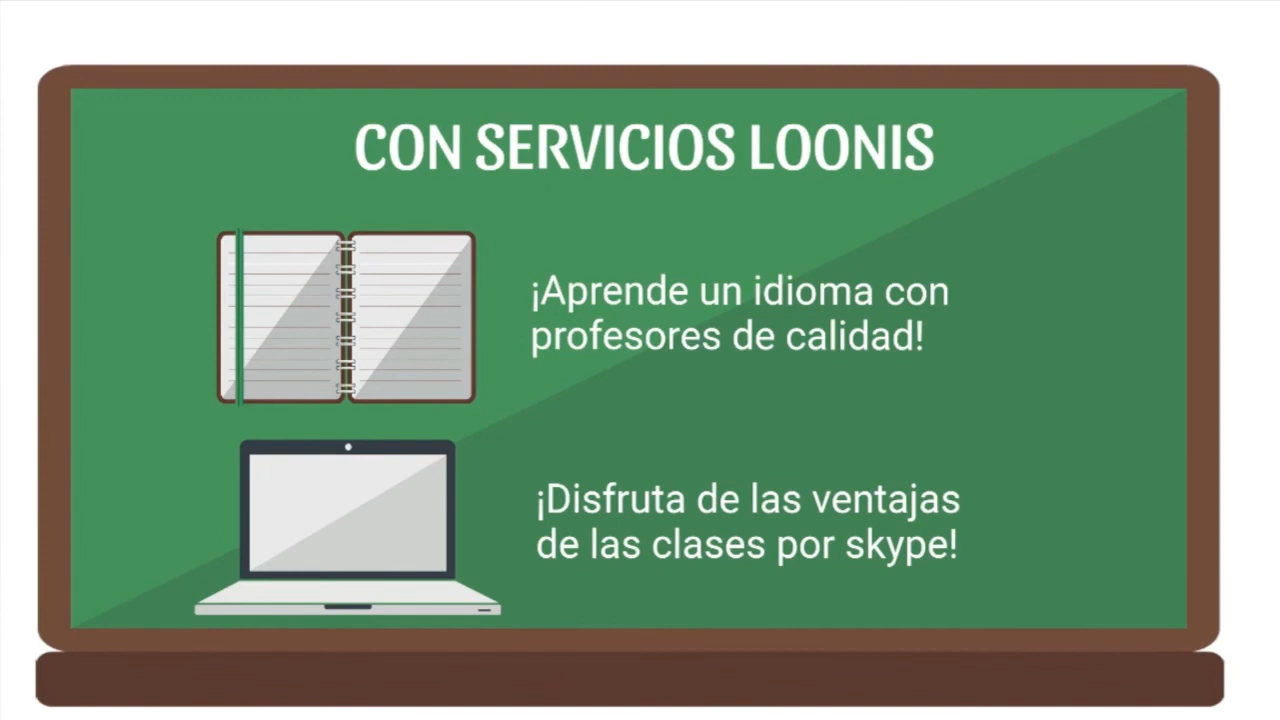 CON SERVICIOS LOONIS
¡Aprende un idioma con
profesores de calidad!
¡Disfruta de las ventajas
de las clases por skype!